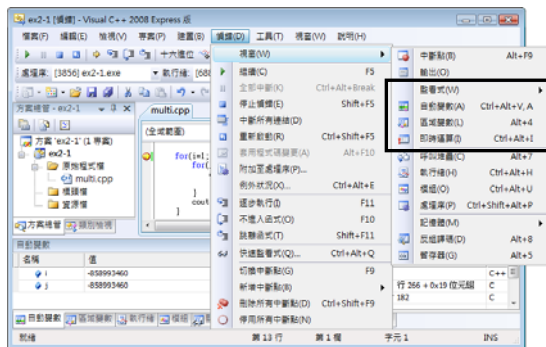 ex2-1 [偵錯] - Visual C++ 2008 Express 版
檔案(F) 編輯(E) 檢視(V) 專案(P) 建置(B) 偵錯(D) 工具(T) 視窗(W) 說明(H)
十六進位
處理序: [3856] ex2-1.exe 執行緒: [688
方案總管 - ex2-1
方案 'ex2-1' (1 專案)
ex2-1
原始程式檔
multi.cpp
標頭檔
資源檔
方案總管 類別檢視
multi.cpp
(全域範圍)
for(i=1;
for(
}
cout
}
視窗(W)
繼續(C) F5
全部中斷(K) Ctrl+Alt+Break
停止偵錯(E) Shift+F5
中斷所有連結(D)
重新啟動(R) Ctrl+Shift+F5
套用程式碼變更(A) Alt+F10
附加至處理序(P)...
例外狀況(X)... Ctrl+Alt+E
逐步執行(I) F11
不進入函式(O) F10
跳離函式(T) Shift+F11
快速監看式(Q)... Ctrl+Alt+Q
切換中斷點(G) F9
新增中斷點(B)
刪除所有中斷點(D) Ctrl+Shift+F9
停用所有中斷點(N)
中斷點(B) Alt+F9
輸出(O)
監看式(W)
自動變數(A) Ctrl+Alt+V, A
區域變數(L) Alt+4
即時運算(I) Ctrl+Alt+I
呼叫堆疊(C) Alt+7
執行緒(H) Ctrl+Alt+H
模組(O) Ctrl+Alt+U
處理序(P) Ctrl+Shift+Alt+P
記憶體(M)
反組譯碼(D) Alt+8
暫存器(G) Alt+5
自動變數
名稱 值
i -858993460
j -858993460
C++
行 266 + 0x19 位元組 C
182 C
自動變數 區域變數 執行緒 模組
就緒 第 13 行 第 1 欄 字元 1 INS